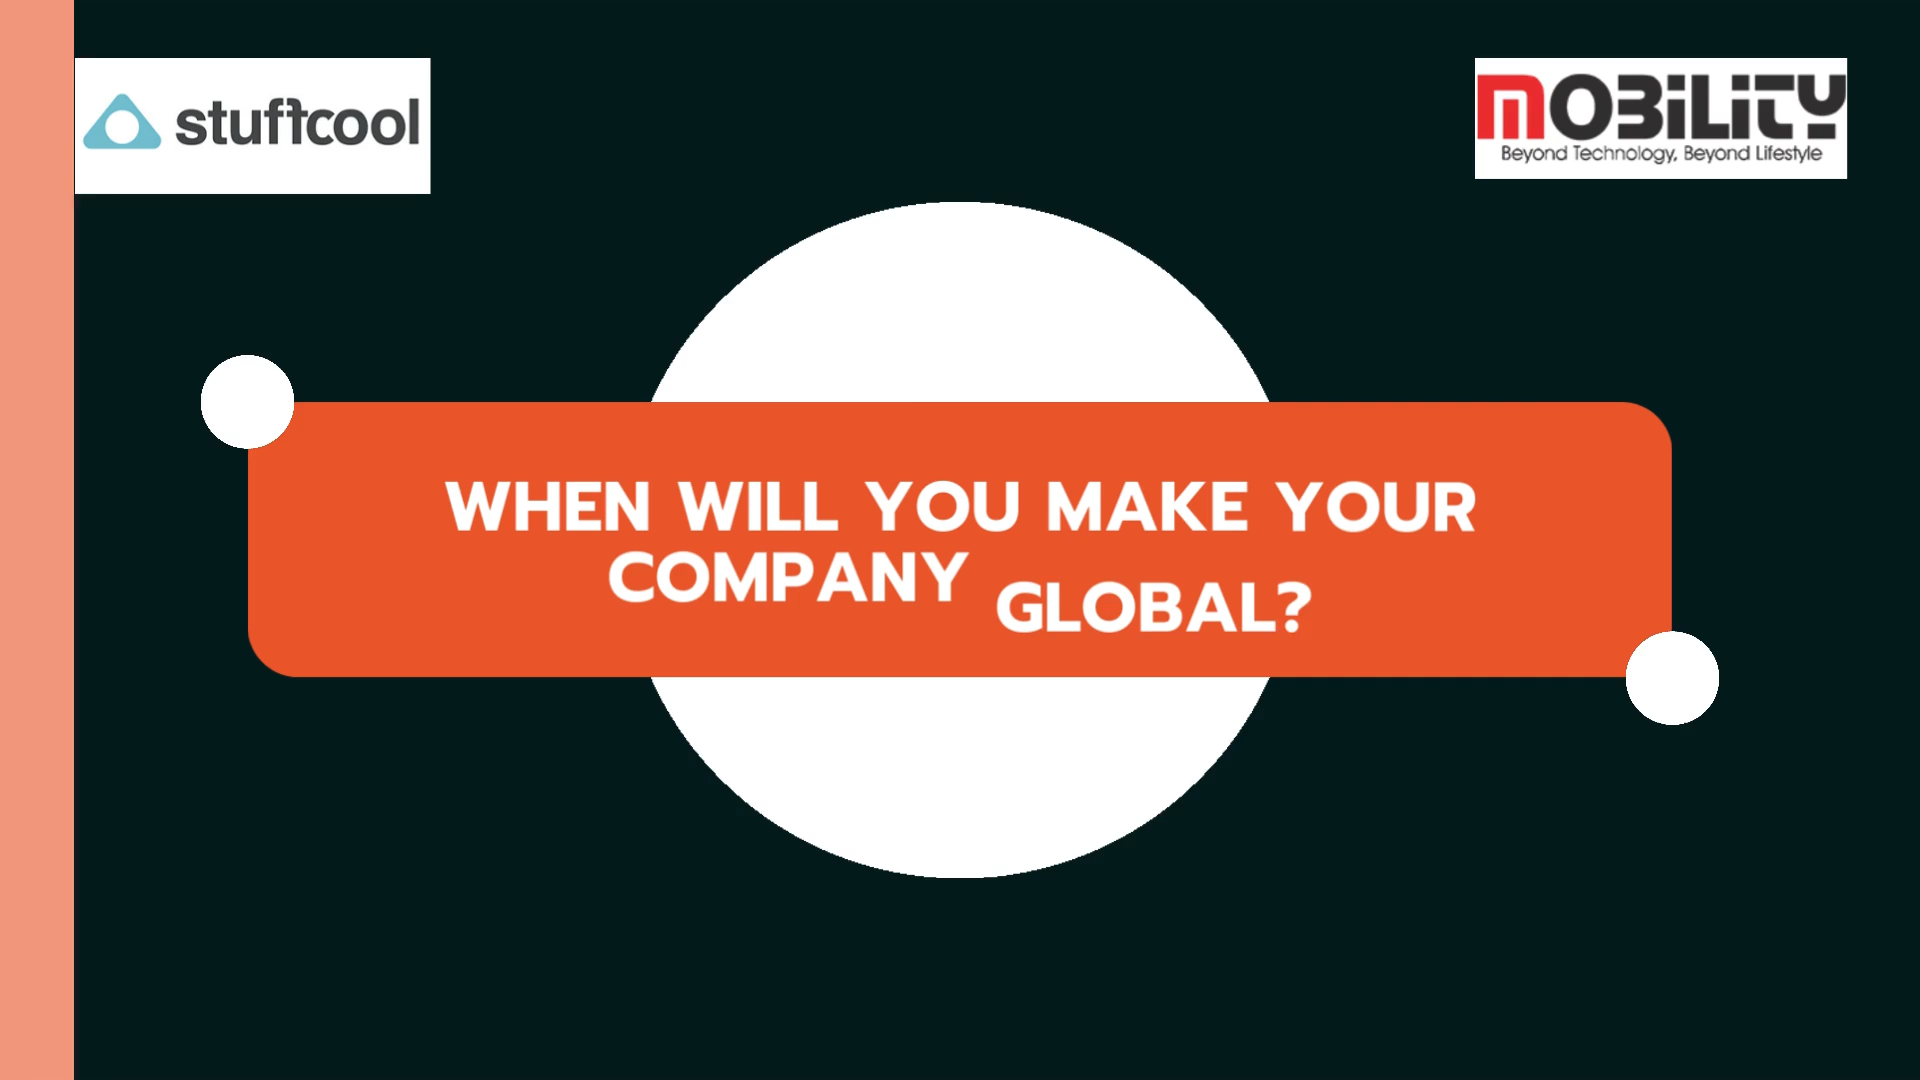 stuffcool
MOBILITY
Beyond Technology, Beyond Lifestyle
WHEN WILL YOU MAKE YOUR
COMPANY GLOBAL?